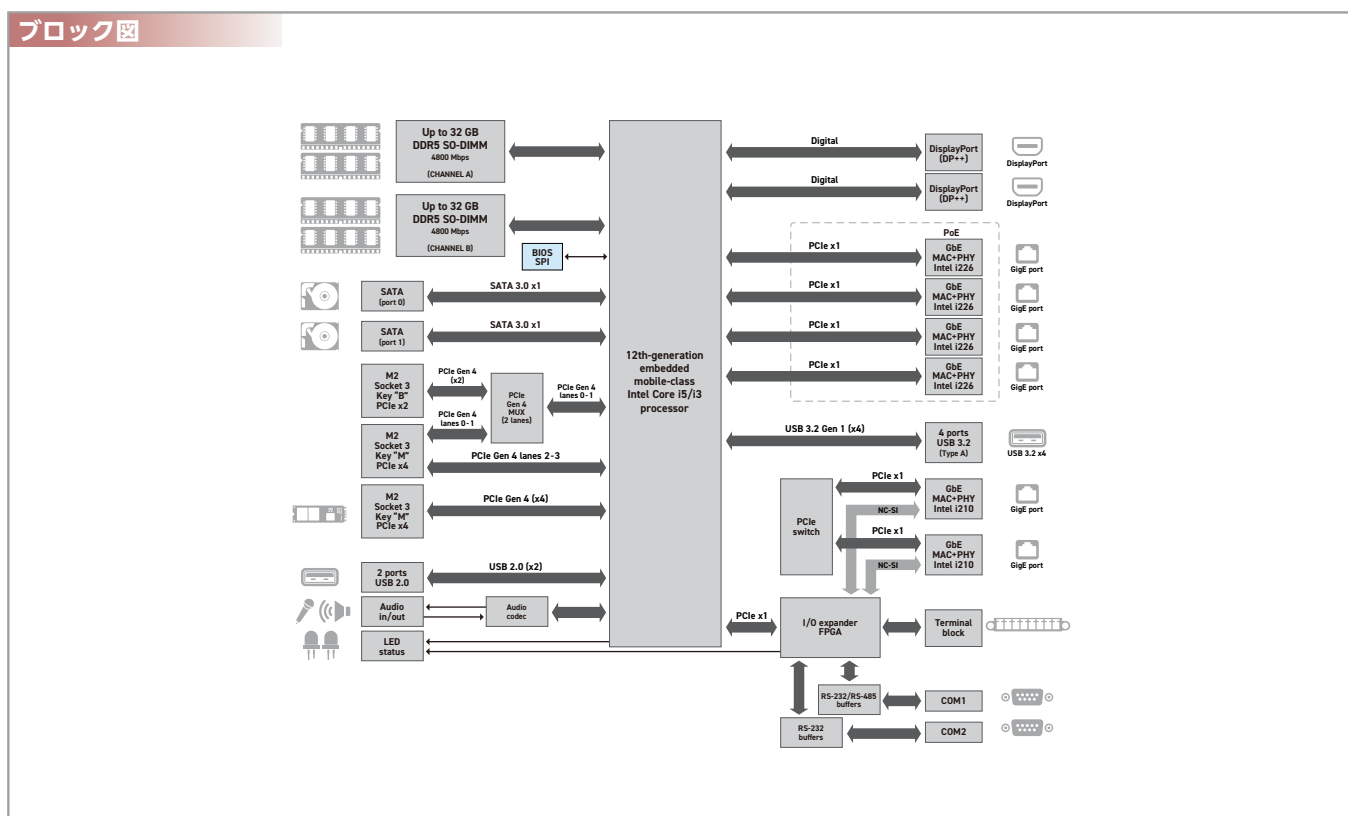 ブロック図
Up to 32 GB
DDR5 SO-DIMM
4800 Mbps
(CHANNEL A)
Up to 32 GB
DDR5 SO-DIMM
4800 Mbps
(CHANNEL B)
BIOS
SPI
SATA
(port 0)
SATA 3.0 x1
SATA
(port 1)
SATA 3.0 x1
M2
Socket 3
Key "B"
PCIe x2
PCIe Gen 4
(x2)
PCIe Gen 4
lanes 0-1
PCIe
Gen 4
MUX
(2 lanes)
PCIe Gen 4
lanes 0-1
M2
Socket 3
Key "M"
PCIe x4
PCIe Gen 4 lanes 2-3
M2
Socket 3
Key "M"
PCIe x4
PCIe Gen 4 (x4)
2 ports
USB 2.0
USB 2.0 (x2)
Audio
in/out
Audio
codec
LED
status
12th-generation
embedded
mobile-class
Intel Core i5/i3
processor
Digital
DisplayPort
(DP++)
DisplayPort
Digital
DisplayPort
(DP++)
DisplayPort
PoE
PCIe x1
GbE
MAC+PHY
Intel i226
GigE port
PCIe x1
GbE
MAC+PHY
Intel i226
GigE port
PCIe x1
GbE
MAC+PHY
Intel i226
GigE port
PCIe x1
GbE
MAC+PHY
Intel i226
GigE port
USB 3.2 Gen 1 (x4)
4 ports
USB 3.2
(Type A)
USB 3.2 x4
PCIe
switch
PCIe x1
NC-SI
GbE
MAC+PHY
Intel i210
GigE port
PCIe x1
NC-SI
GbE
MAC+PHY
Intel i210
GigE port
PCIe x1
I/O expander
FPGA
Terminal
block
RS-232/RS-485
buffers
COM1
RS-232
buffers
COM2